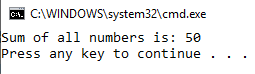 C:\WINDOWS\system32\cmd.exe
Sum of all numbers is: 50
Press any key to continue . . .